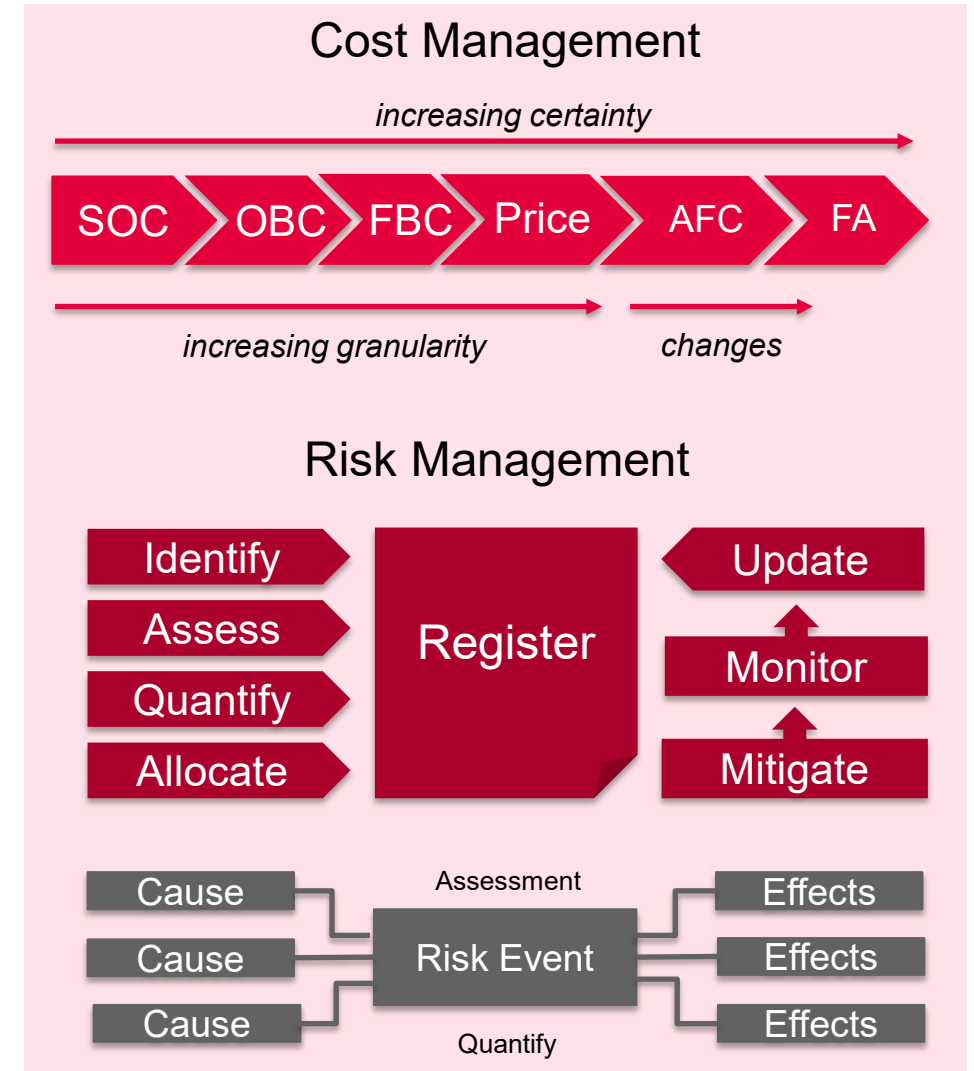 Cost Management
increasing certainty
SOC OBC FBC Price AFC FA
increasing granularity changes
Risk Management
Identify
Assess
Quantify
Allocate
Register
Update
Monitor
Mitigate
Cause
Cause
Cause
Assessment
Risk Event
Quantify
Effects
Effects
Effects